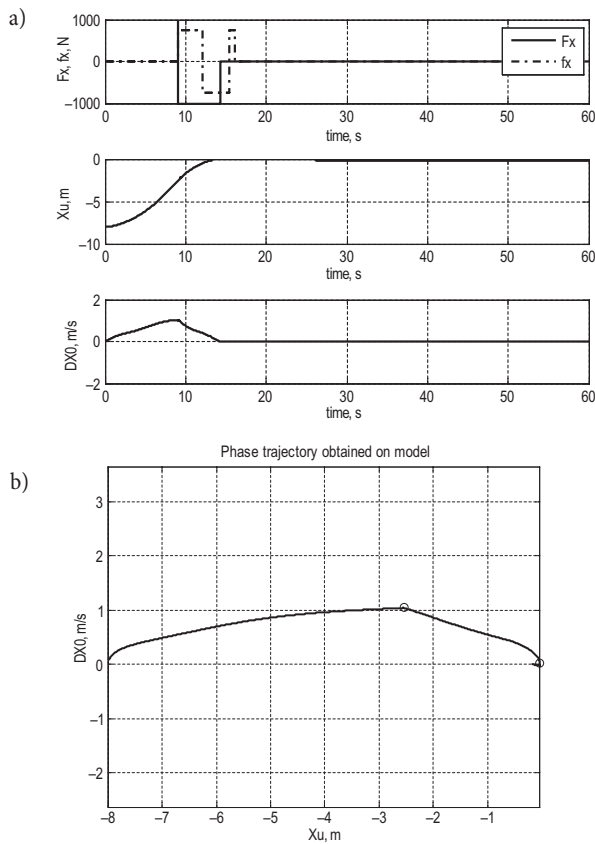 a)
Fx, fx, N
1000
0
−1000
Fx
fx
0 10 20 30 40 50 60
time, s
Xu, m
0
−5
−10
0 10 20 30 40 50 60
time, s
DX0, m/s
2
0
−2
0 10 20 30 40 50 60
time, s
b)
Phase trajectory obtained on model
DX0, m/s
3
2
1
0
−1
−2
−8 −7 −6 −5 −4 −3 −2 −1
Xu, m